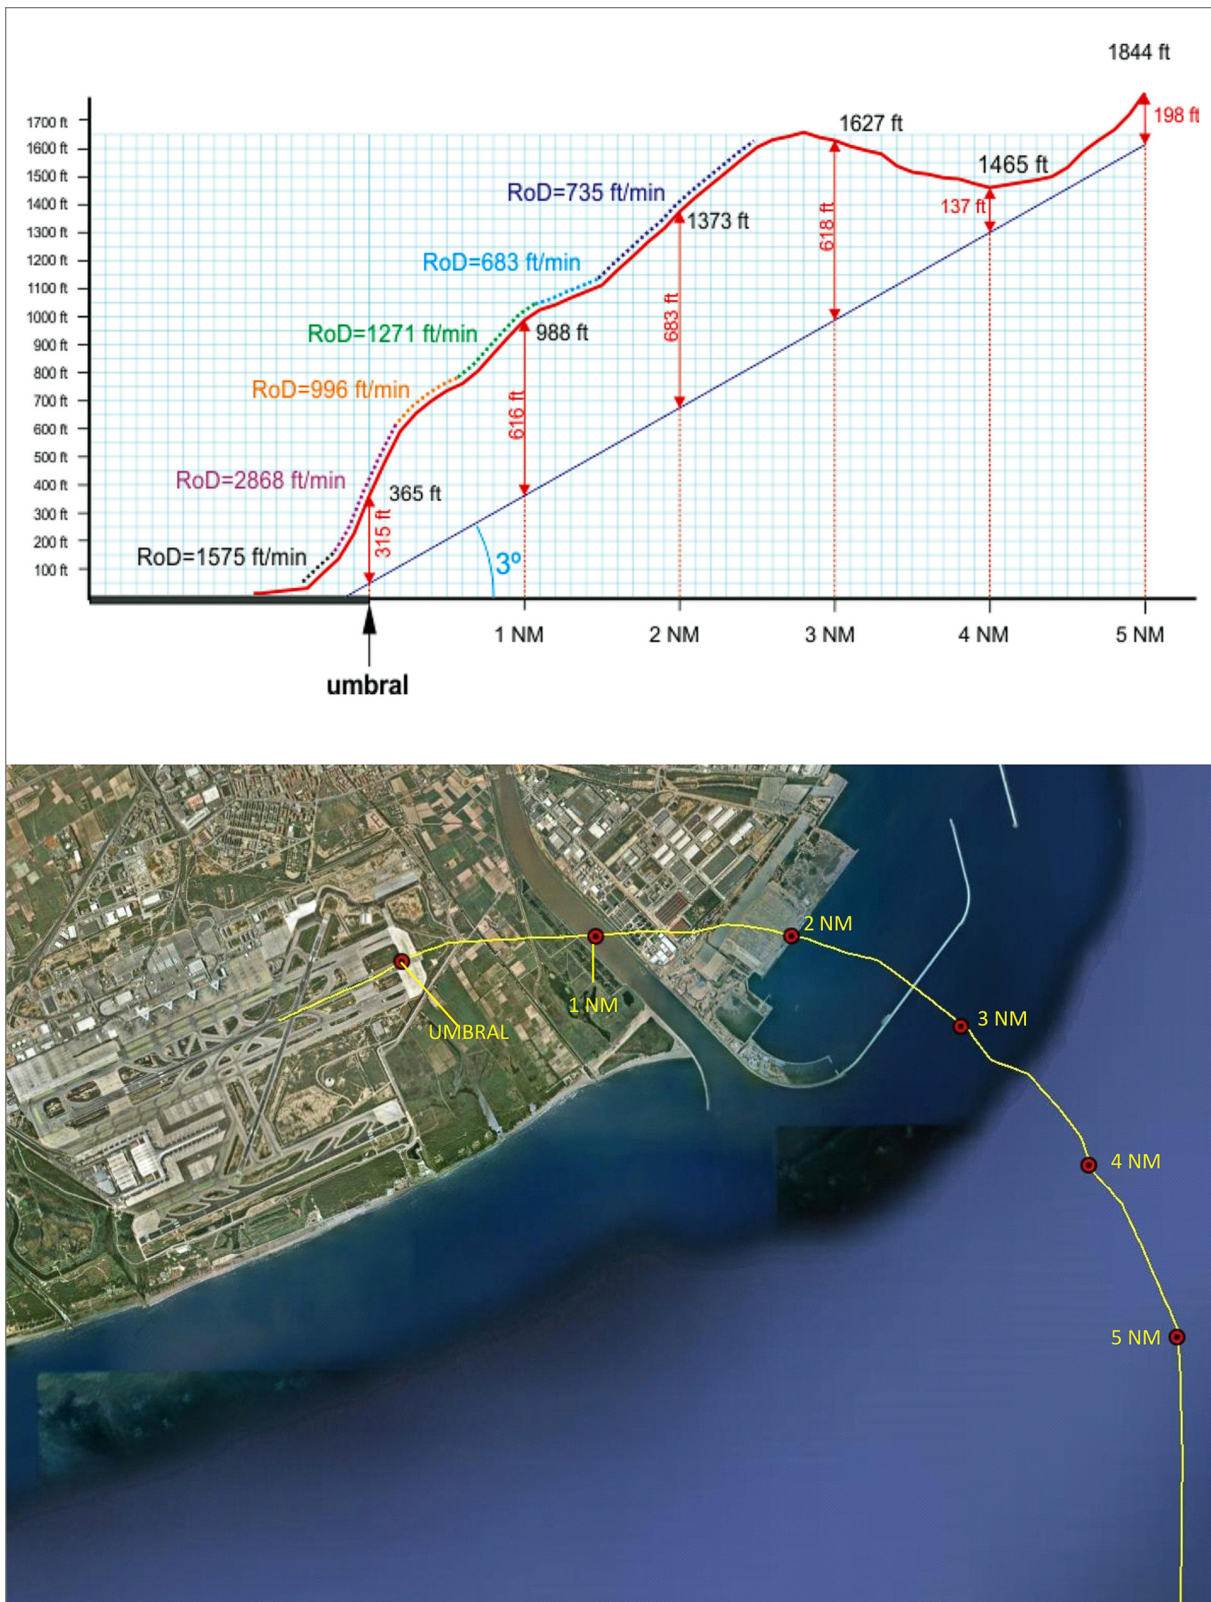 1844 ft
1700 ft
198 ft
1627 ft
1600 ft
1465 ft
1500 ft
RoD=735 ft/min
137 ft
1400 ft
1373 ft
618 ft
1300 ft
RoD=683 ft/min
1200 ft
1100 ft
683 ft
1000 ft
RoD=1271 ft/min
988 ft
900 ft
800 ft
RoD=996 ft/min
616 ft
700 ft
600 ft
500 ft
RoD=2868 ft/min
365 ft
400 ft
315 ft
300 ft
200 ft
RoD=1575 ft/min
3º
100 ft
1 NM
2 NM
3 NM
4 NM
5 NM
umbral
2 NM
1 NM
3 NM
UMBRAL
4 NM
5 NM